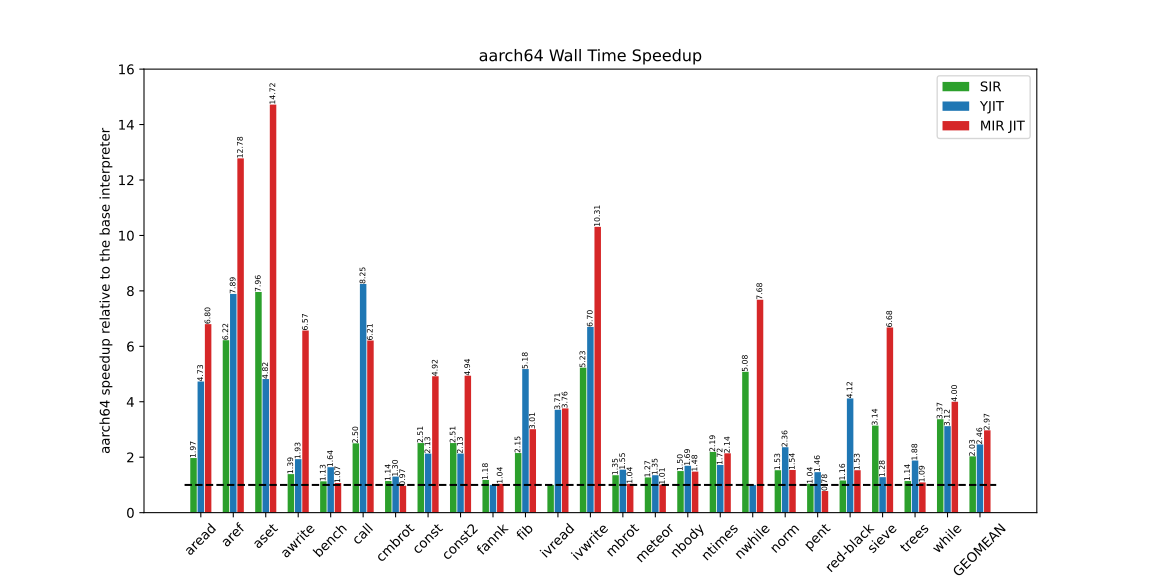 aarch64 Wall Time Speedup
aarch64 speedup relative to the base interpreter
16
14
12
10
8
6
4
2
0
SIR
YJIT
MIR JIT
1.97 4.73 6.80
6.22 7.89 12.78
7.96 4.82 14.72
1.39 1.93 6.57
1.13 1.64 1.07
2.50 8.25 6.21
1.14 1.30 0.97
2.51 2.13 4.92
2.51 2.13 4.94
1.18 1.04
2.15 5.18 3.01
3.71 3.76
5.23 6.70 10.31
1.35 1.55 1.04
1.27 1.35 1.01
1.50 1.69 1.48
2.19 1.72 2.14
5.08 7.68
1.53 2.36 1.54
1.04 1.46 0.78
1.16 4.12 1.53
3.14 1.28 6.68
1.14 1.88 1.09
3.37 3.12 4.00
2.03 2.46 2.97
aread
aref
aset
awrite
bench
call
cmbrot
const
const2
fannk
fib
ivread
ivwrite
mbrot
meteor
nbody
ntimes
nwhile
norm
pent
red-black
sieve
trees
while
GEOMEAN